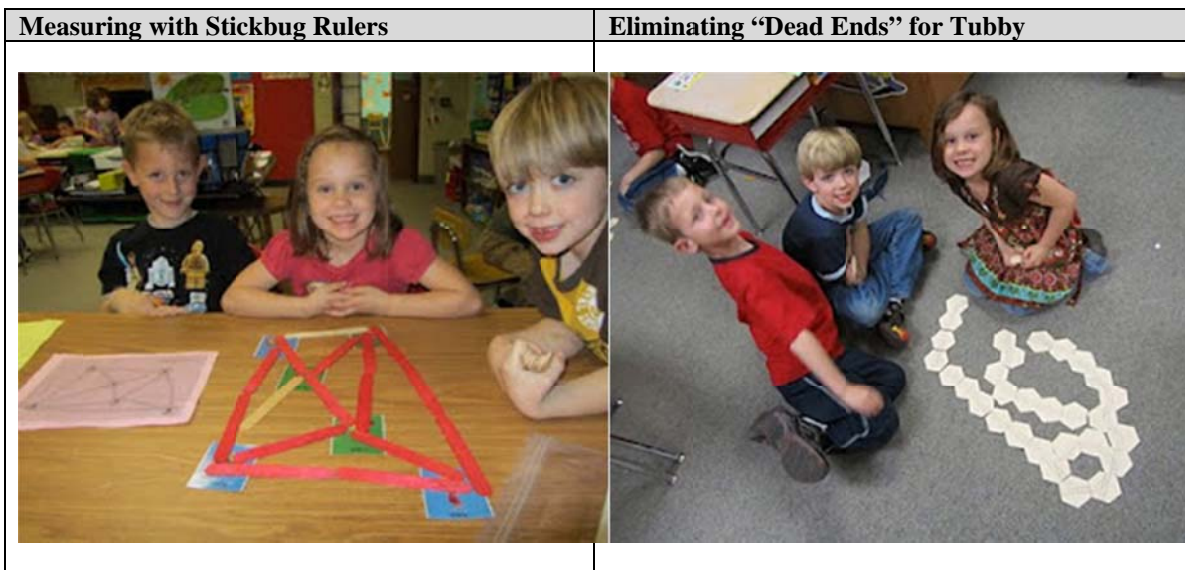 Measuring with Stickbug Rulers
Eliminating “Dead Ends” for Tubby